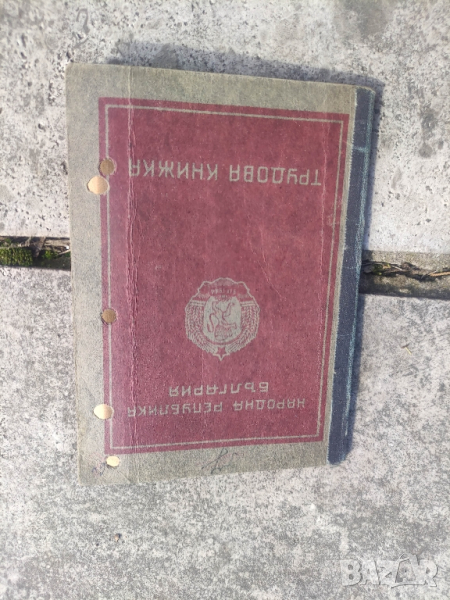 НАРОДНА РЕПУБЛИКА
БЪЛГАРИЯ
ТРУДОВА КНИЖКА
BAZAR